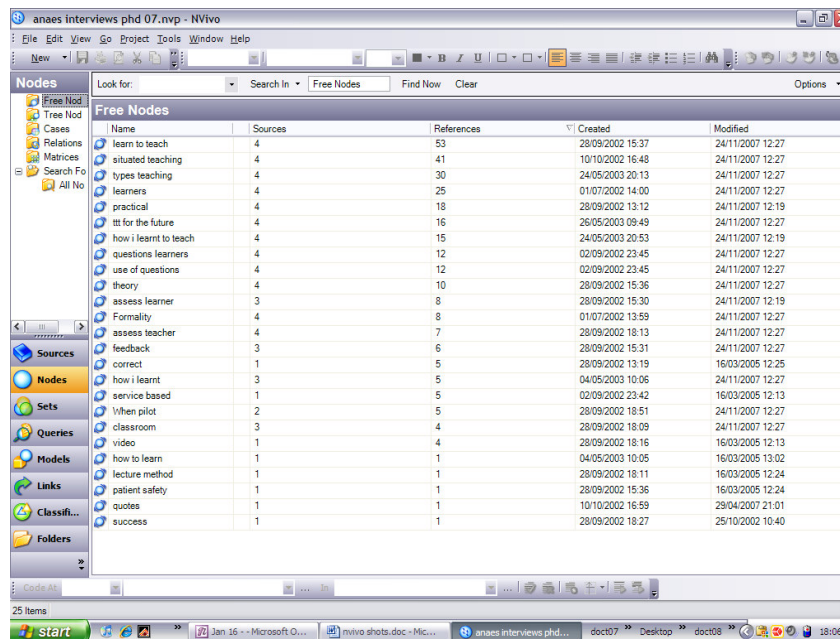 anaes interviews phd 07.nvp - NVivo
File Edit View Go Project Tools Window Help
New B I U
Nodes Look for: Search In Free Nodes Find Now Clear Options
Free Nod
Tree Nod
Cases
Relations
Matrices
Search Fo
All No
Free Nodes
Name Sources References Created Modified
learn to teach 4 53 28/09/2002 15:37 24/11/2007 12:27
situated teaching 4 41 10/10/2002 16:48 24/11/2007 12:27
types teaching 4 30 24/05/2003 20:13 24/11/2007 12:27
learners 4 25 01/07/2002 14:00 24/11/2007 12:27
practical 4 18 28/09/2002 13:12 24/11/2007 12:19
ttt for the future 4 16 26/05/2003 09:49 24/11/2007 12:27
how i learnt to teach 4 15 24/05/2003 20:53 24/11/2007 12:19
questions learners 4 12 02/09/2002 23:45 24/11/2007 12:27
use of questions 4 12 02/09/2002 23:45 24/11/2007 12:27
theory 4 10 28/09/2002 15:36 24/11/2007 12:27
assess learner 3 8 28/09/2002 15:30 24/11/2007 12:19
Formality 4 8 01/07/2002 13:59 24/11/2007 12:27
assess teacher 4 7 28/09/2002 18:13 24/11/2007 12:27
feedback 3 6 28/09/2002 15:31 24/11/2007 12:27
correct 1 5 28/09/2002 13:19 16/03/2005 12:25
how i learnt 3 5 04/05/2003 10:06 24/11/2007 12:27
service based 1 5 02/09/2002 23:42 16/03/2005 12:13
When pilot 2 5 28/09/2002 18:51 24/11/2007 12:27
classroom 3 4 28/09/2002 18:09 24/11/2007 12:27
video 1 4 28/09/2002 18:16 16/03/2005 12:13
how to learn 1 1 04/05/2003 10:05 16/03/2005 13:02
lecture method 1 1 28/09/2002 18:11 16/03/2005 12:24
patient safety 1 1 28/09/2002 15:36 16/03/2005 12:24
quotes 1 1 10/10/2002 16:59 29/04/2007 21:01
success 1 1 28/09/2002 18:27 25/10/2002 10:40
Sources
Nodes
Sets
Queries
Models
Links
Classifi...
Folders
Code At In
25 Items
start Jan 16 - - Microsoft O... nvivo shots.doc - Mic... anaes interviews phd... doct07 Desktop doct08